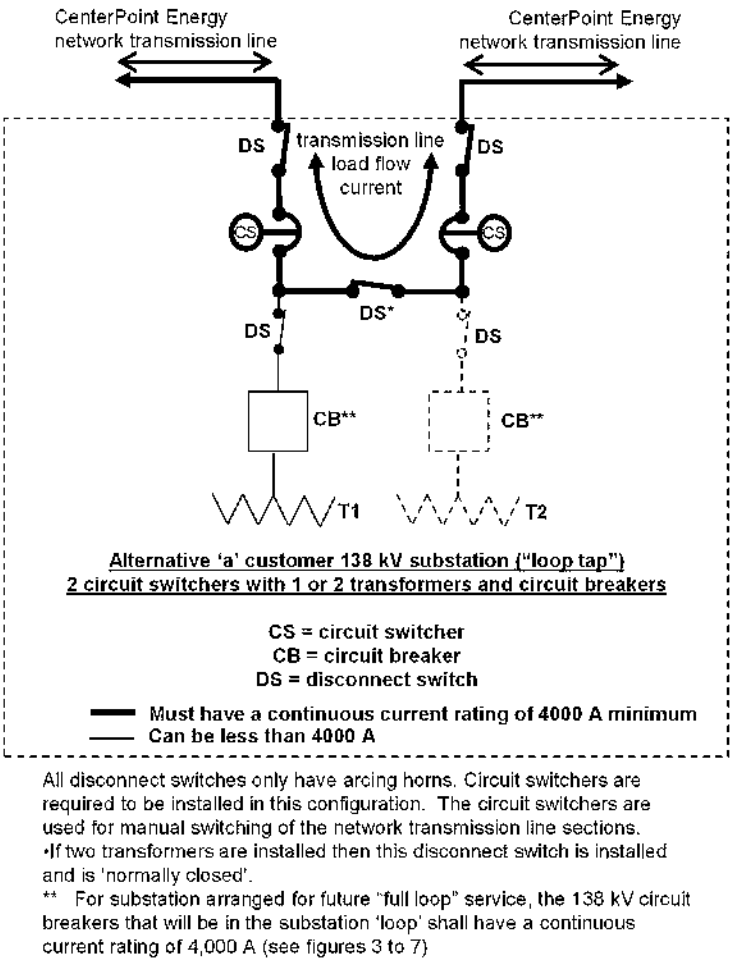 CenterPoint Energy
network transmission line
CenterPoint Energy
network transmission line
DS
transmission line
load flow
current
DS
CS
CS
DS*
DS
DS
CB**
CB**
T1
T2
Alternative ‘a’ customer 138 kV substation (“loop tap”)
2 circuit switchers with 1 or 2 transformers and circuit breakers
CS = circuit switcher
CB = circuit breaker
DS = disconnect switch
Must have a continuous current rating of 4000 A minimum
Can be less than 4000 A
All disconnect switches only have arcing horns. Circuit switchers are
required to be installed in this configuration. The circuit switchers are
used for manual switching of the network transmission line sections.
•If two transformers are installed then this disconnect switch is installed
and is ‘normally closed’.
** For substation arranged for future “full loop” service, the 138 kV circuit
breakers that will be in the substation ‘loop’ shall have a continuous
current rating of 4,000 A (see figures 3 to 7)